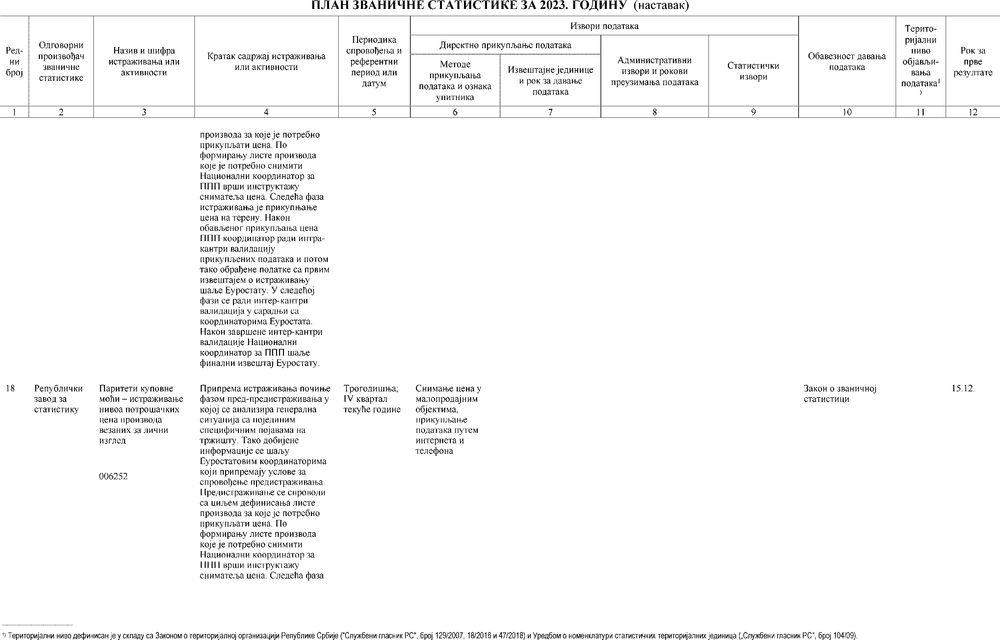 ПЛАН ЗВАНИЧНЕ СТАТИСТИКЕ ЗА 2023. ГОДИНУ (наставак)
Ред-
ни
број
Одговорни
произвођач
званичне
статистике
Назив и шифра
истраживања или
активности
Кратак садржај истраживања
или активности
Периодика
спровођења и
референтни
период или
датум
Извори података
Директно прикупљање података
Методе
прикупљања
података и ознака
упитника
Извештајне јединице
и рок за давање
података
Административни
извори и рокови
преузимања података
Статистички
извори
Обавезност давања
података
Терито-
ријални
ниво
објављи-
вања
података1
)
Рок за
прве
резултате
1 2 3 4 5 6 7 8 9 10 11 12
производа за које је потребно
прикупљати цена. По
формирању листе производа
које је потребно снимити
Национални координатор за
ППП врши инструктажу
сниматеља цена. Следећа фаза
истраживања је прикупњање
цена на терену. Након
обављеног прикупљања цена
ППП координатор ради интра-
кантри валидацију
прикупљених података и потом
тако обрађене податке са првим
извештајем о истраживању
шаље Еуростату. У следећој
фази се ради интер-кантри
валидација у сарадњи са
координаторима Еуростата.
Након завршене интер-кантри
валидације Национални
координатор за ППП шаље
финални извештај Еуростату.
18
Републички
завод за
статистику
Паритети куповне
моћи – истраживање
нивоа потрошачких
цена производа
везаних за лични
изглед
006252
Припрема истраживања почиње
фазом пред-предистраживања у
којој се анализира генерална
ситуација са појединим
специфичним појавама на
тржишту. Тако добијене
информације се шаљу
Еуростатовим координаторима
који припремају услове за
спровођење предистраживања.
Предистраживање се спроводи
са циљем дефинисања листе
производа за које је потребно
прикупљати цена. По
формирању листе производа
које је потребно снимити
Национални координатор за
ППП врши инструктажу
сниматеља цена. Следећа фаза
Трогодишња;
IV квартал
текуће године
Снимање цена у
малопродајним
објектима,
прикупљање
података путем
интернета и
телефона
Закон о званичној
статистици
15.12.
1) Територијални ниво дефинисан је у складу са Законом о територијалној организацији Републике Србије ("Службени гласник РС", број 129/2007, 18/2016 и 47/2018) и Уредбом о номенклатури статистичких територијалних јединица („Службени гласник РС", број 104/09).